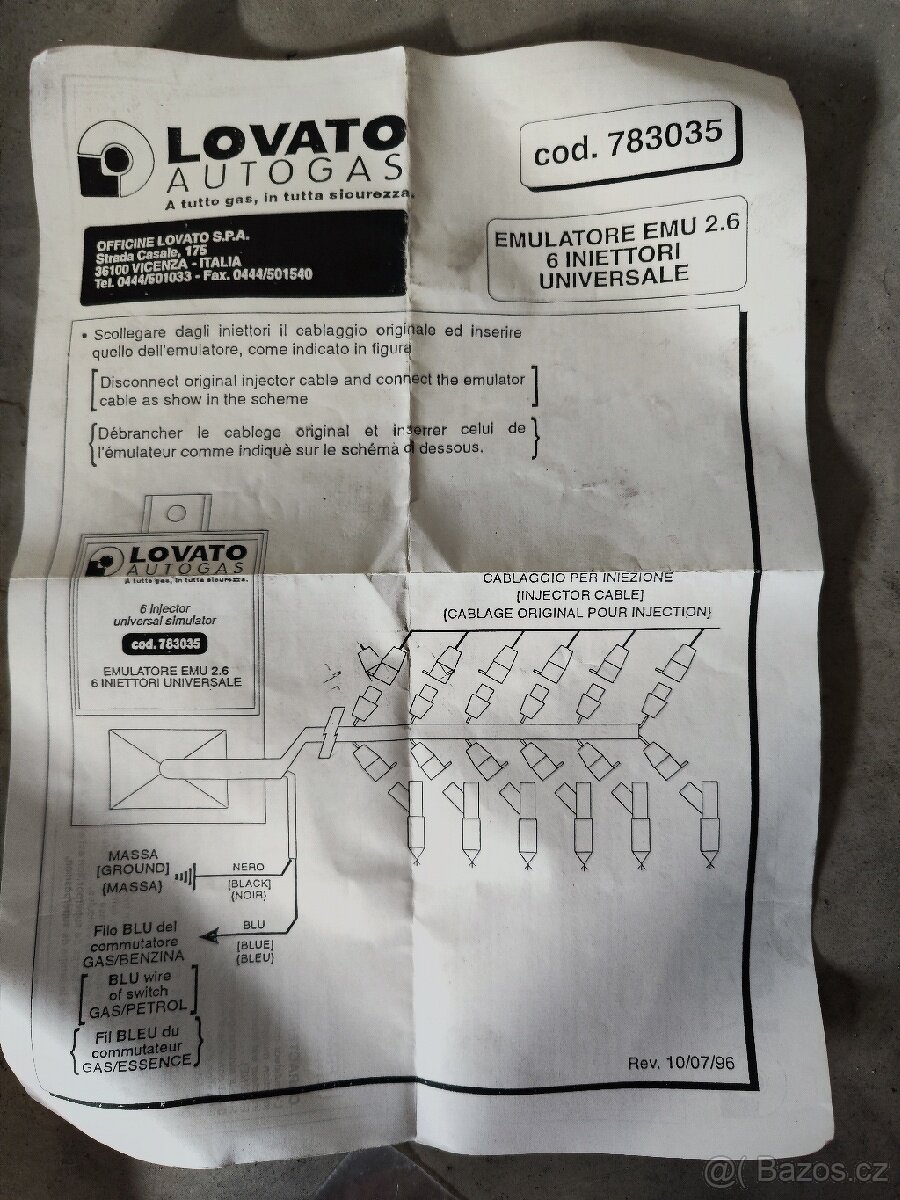 LOVATO
AUTOGAS
A tutto gas, in tutta sicurezza.
cod. 783035
OFFICINE LOVATO S.P.A.
Strada Casale, 175
36100 VICENZA - ITALIA
Tel. 0444/501033 - Fax. 0444/501540
EMULATORE EMU 2.6
6 INIETTORI
UNIVERSALE
• Scollegare dagli iniettori il cablaggio originale ed inserire
quello dell'emulatore, come indicato in figura
[Disconnect original injector cable and connect the emulator
cable as show in the scheme]
{Débrancher le cablege original et inserrer celui de
l'émulateur comme indiquè sur le schéma di dessous.}
LOVATO
AUTOGAS
A tutto gas, in tutta sicurezza.
6 Injector
universal simulator
cod. 783035
EMULATORE EMU 2.6
6 INIETTORI UNIVERSALE
CABLAGGIO PER INIEZIONE
[INJECTOR CABLE]
{CABLAGE ORIGINAL POUR INJECTION}
MASSA
[GROUND]
{MASSA}
NERO
[BLACK]
{NOIR}
BLU
[BLUE]
{BLEU}
Filo BLU del
commutatore
GAS/BENZINA
[BLU wire
of switch
GAS/PETROL]
{Fil BLEU du
commutateur
GAS/ESSENCE}
Rev. 10/07/96
@( Bazos.cz